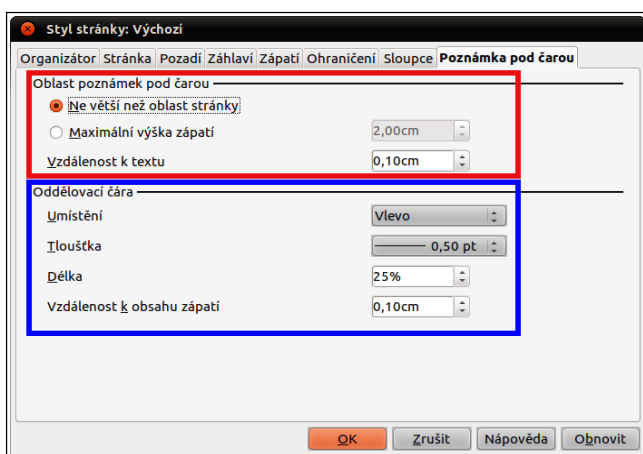 Styl stránky: Výchozí
Organizátor Stránka Pozadí Záhlaví Zápatí Ohraničení Sloupce Poznámka pod čarou
Oblast poznámek pod čarou
Ne větší než oblast stránky
Maximální výška zápatí 2,00cm
Vzdálenost k textu 0,10cm
Oddělovací čára
Umístění Vlevo
Tloušťka 0,50 pt
Délka 25%
Vzdálenost k obsahu zápatí 0,10cm
OK Zrušit Nápověda Obnovit